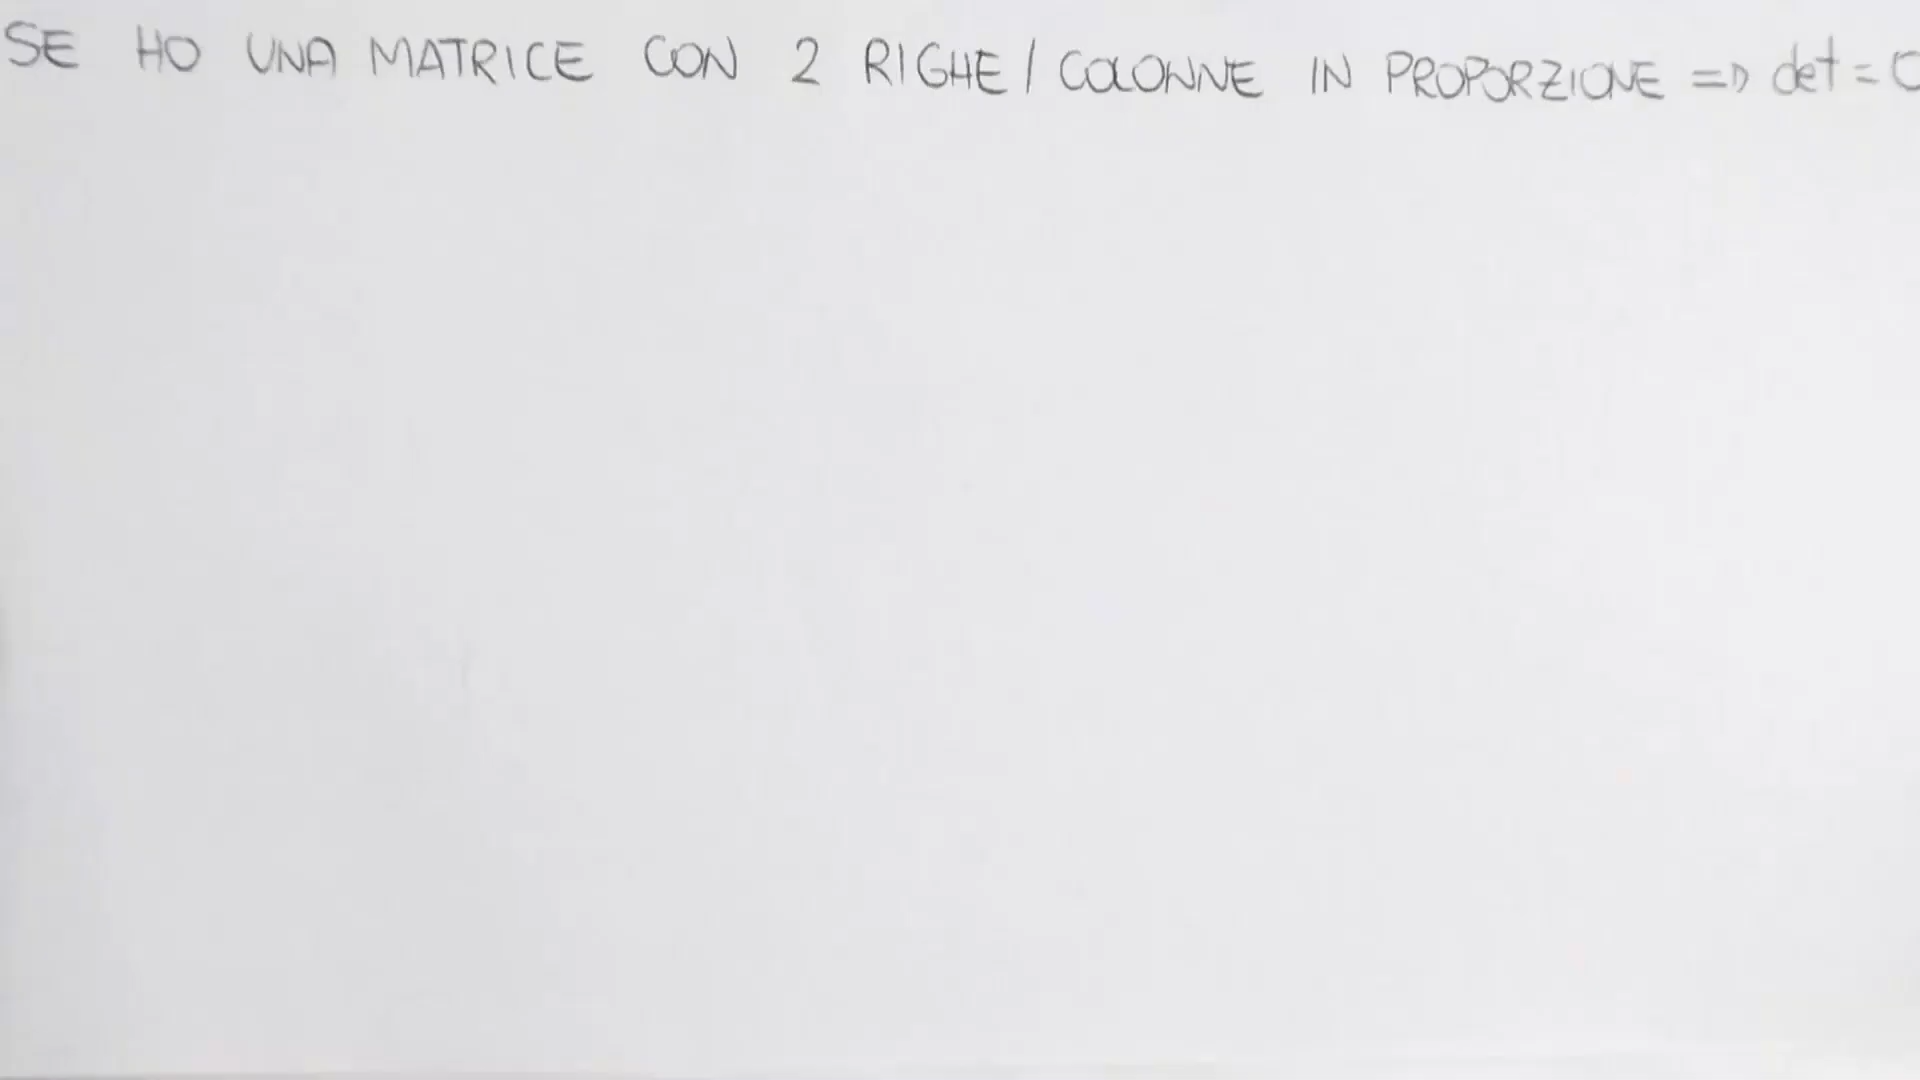 SE HO UNA MATRICE CON 2 RIGHE / COLONNE IN PROPORZIONE => det = 0